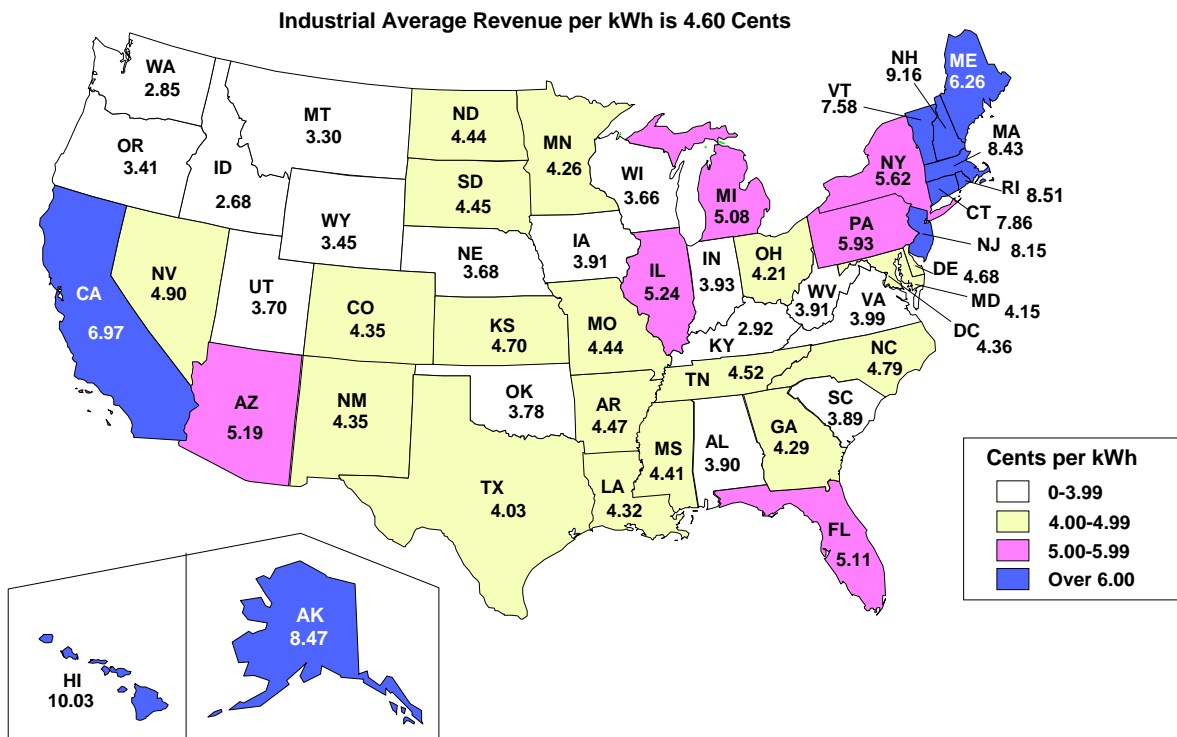 Industrial Average Revenue per kWh is 4.60 Cents
WA
2.85
MT
3.30
ND
4.44
MN
4.26
NH
9.16
ME
6.26
VT
7.58
OR
3.41
ID
2.68
SD
4.45
WI
3.66
MI
5.08
NY
5.62
MA
8.43
RI 8.51
CT
7.86
WY
3.45
IA
3.91
PA
5.93
NJ
8.15
NE
3.68
NV
4.90
UT
3.70
CA
6.97
CO
4.35
IL
5.24
IN
3.93
OH
4.21
DE 4.68
MD
4.15
WV
3.91
VA
3.99
DC
4.36
KS
4.70
MO
4.44
2.92
KY
NC
4.79
TN 4.52
AZ
5.19
NM
4.35
OK
3.78
AR
4.47
SC
3.89
MS
4.41
AL
3.90
GA
4.29
TX
4.03
LA
4.32
FL
5.11
Cents per kWh
0-3.99
4.00-4.99
5.00-5.99
Over 6.00
AK
8.47
HI
10.03